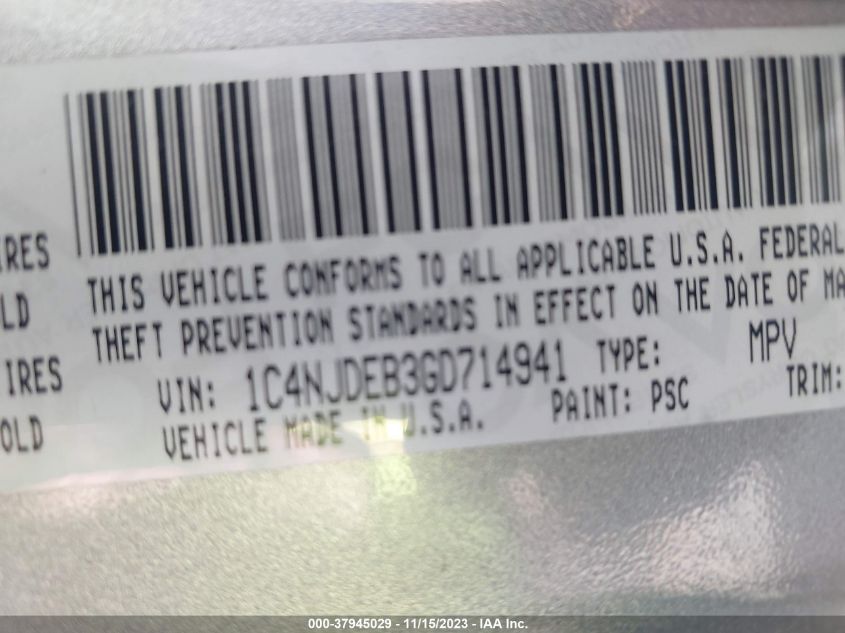 IRES
OLD
IRES
OLD
THIS VEHICLE CONFORMS TO ALL APPLICABLE U.S.A. FEDERAL
THEFT PREVENTION STANDARDS IN EFFECT ON THE DATE OF MA
VIN: 1C4NJDEB3GD714941 TYPE: MPV
VEHICLE MADE IN U.S.A. PAINT: PSC TRIM:
000-37945029 - 11/15/2023 - IAA Inc.